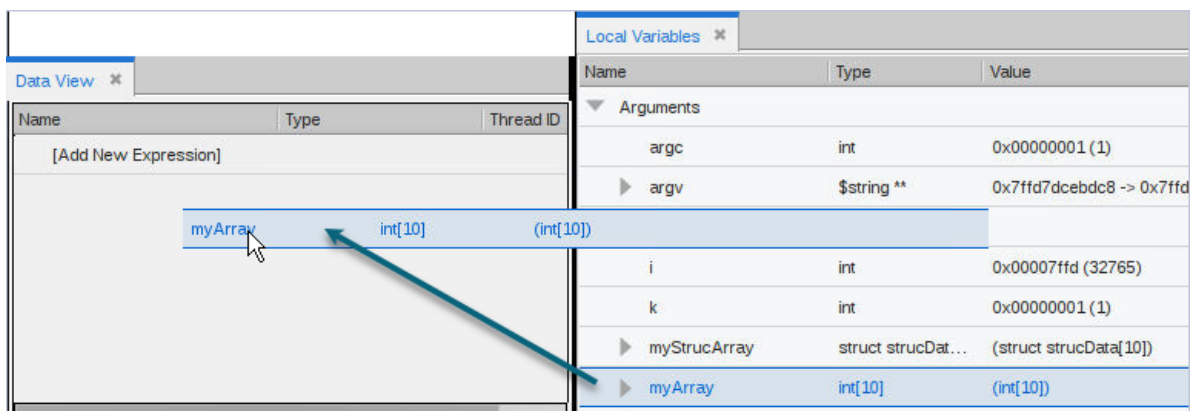 Local Variables
Name Type Value
Arguments
argc int 0x00000001 (1)
argv $string ** 0x7ffd7dcebdc8 -> 0x7ffd
i int 0x00007ffd (32765)
k int 0x00000001 (1)
myStrucArray struct strucDat... (struct strucData[10])
myArray int[10] (int[10])
Data View
Name Type Thread ID
[Add New Expression]
myArray int[10] (int[10])